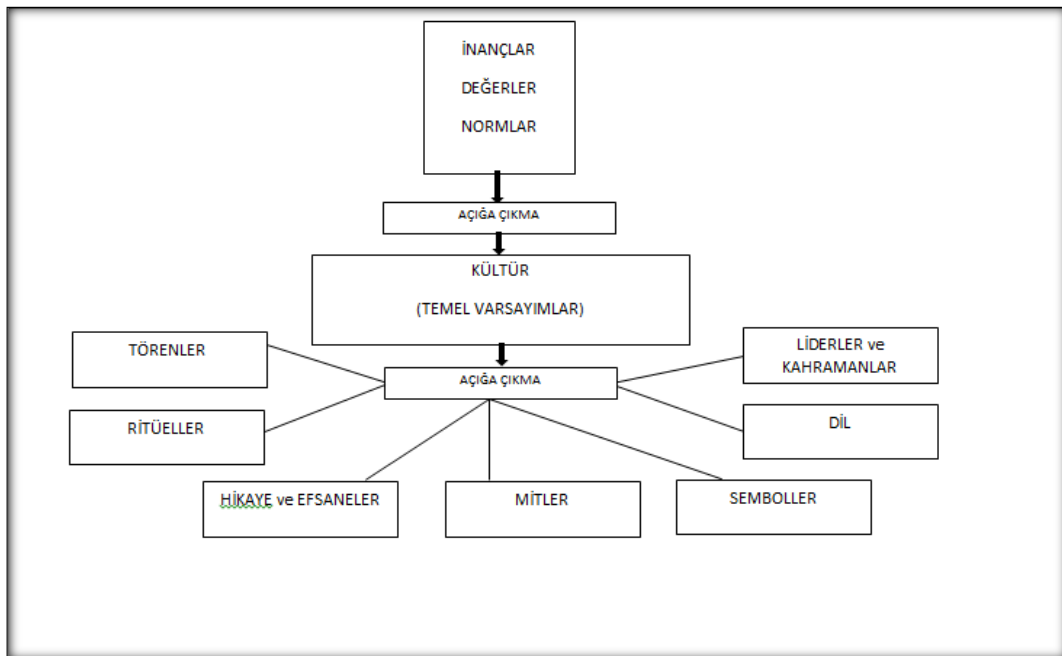 İNANÇLAR
DEĞERLER
NORMLAR
AÇIĞA ÇIKMA
KÜLTÜR
(TEMEL VARSAYIMLAR)
TÖRENLER
AÇIĞA ÇIKMA
LİDERLER ve
KAHRAMANLAR
RİTÜELLER
DİL
HİKAYE ve EFSANELER
MİTLER
SEMBOLLER